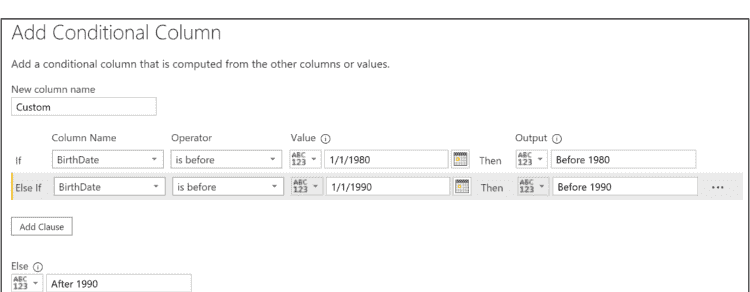 Add Conditional Column
Add a conditional column that is computed from the other columns or values.
New column name
Custom
Column Name Operator Value Output
If BirthDate is before ABC 123 1/1/1980 Then ABC 123 Before 1980
Else If BirthDate is before ABC 123 1/1/1990 Then ABC 123 Before 1990 ...
Add Clause
Else
ABC 123 After 1990